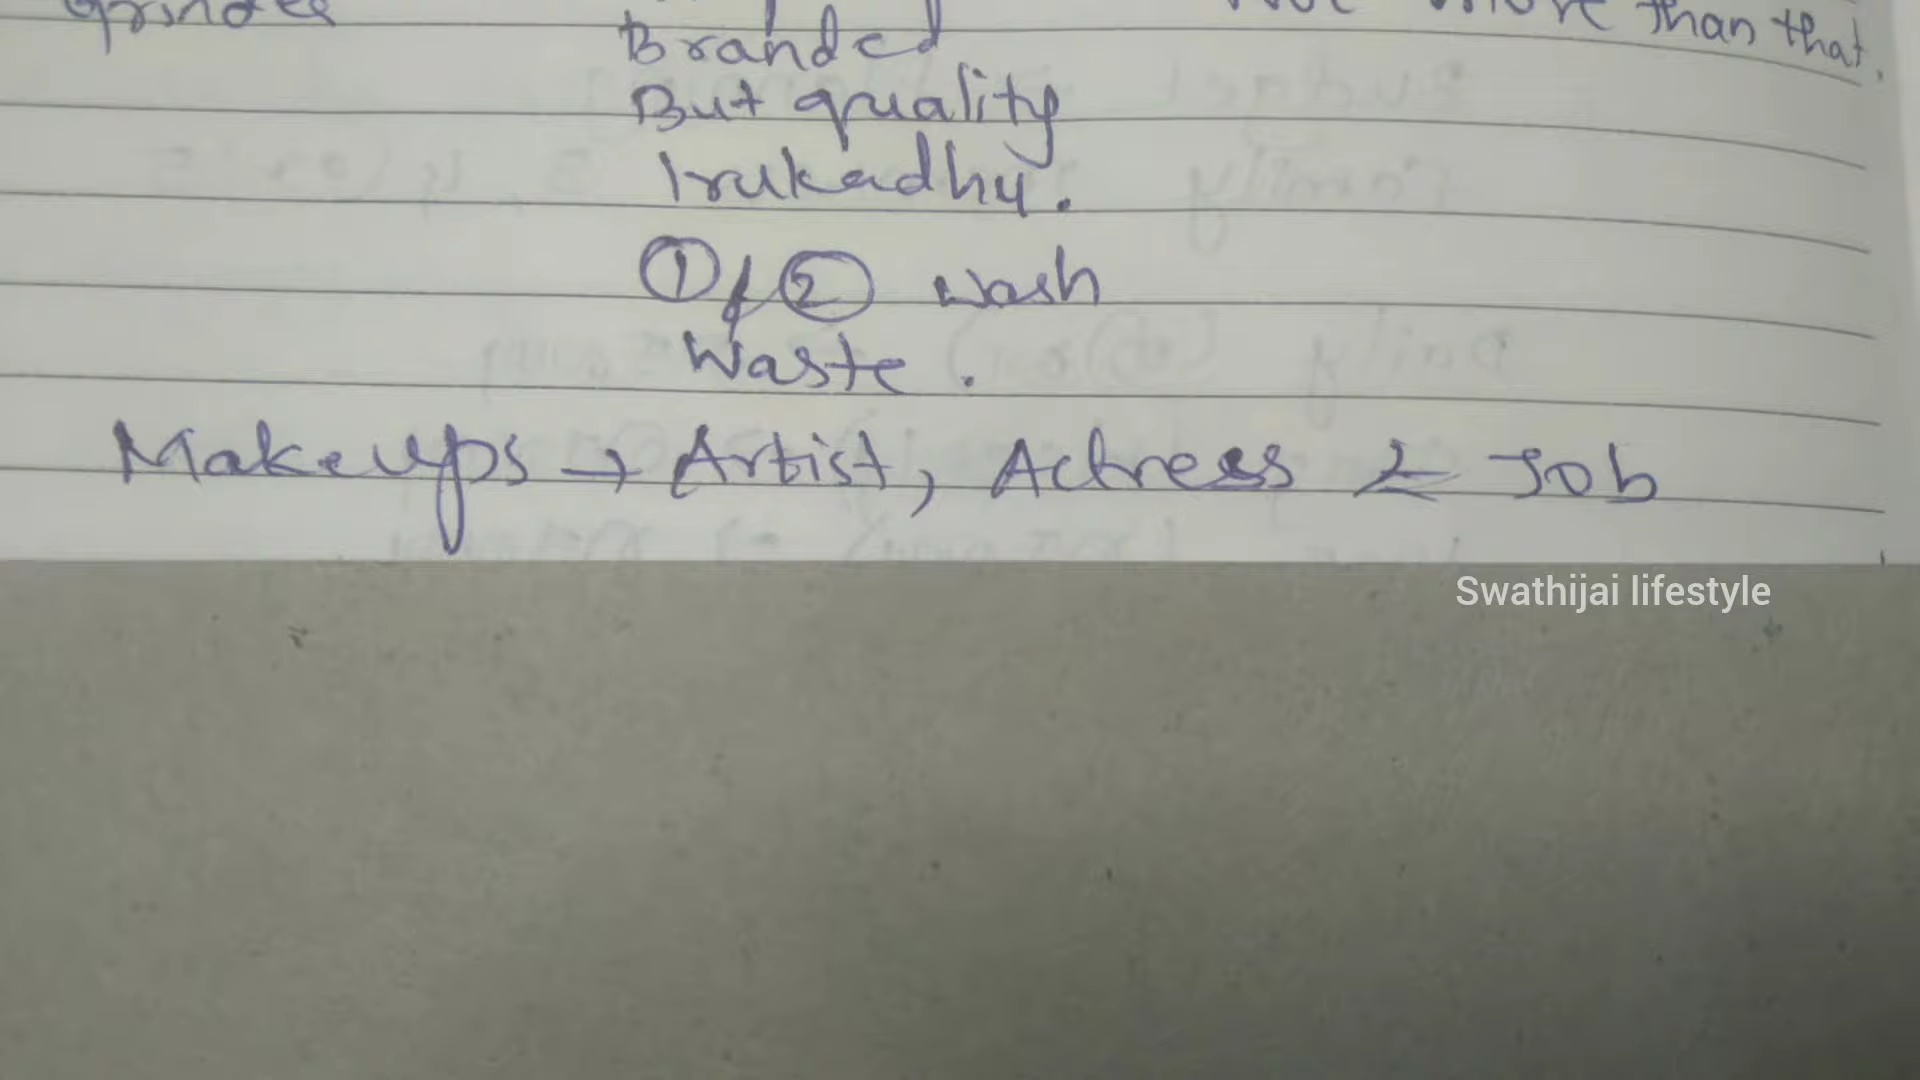 than that.
Branded
But quality
Irukadhu.
① / ② wash
Waste.
Makeups → Artist, Actress & Job
Swathijai lifestyle